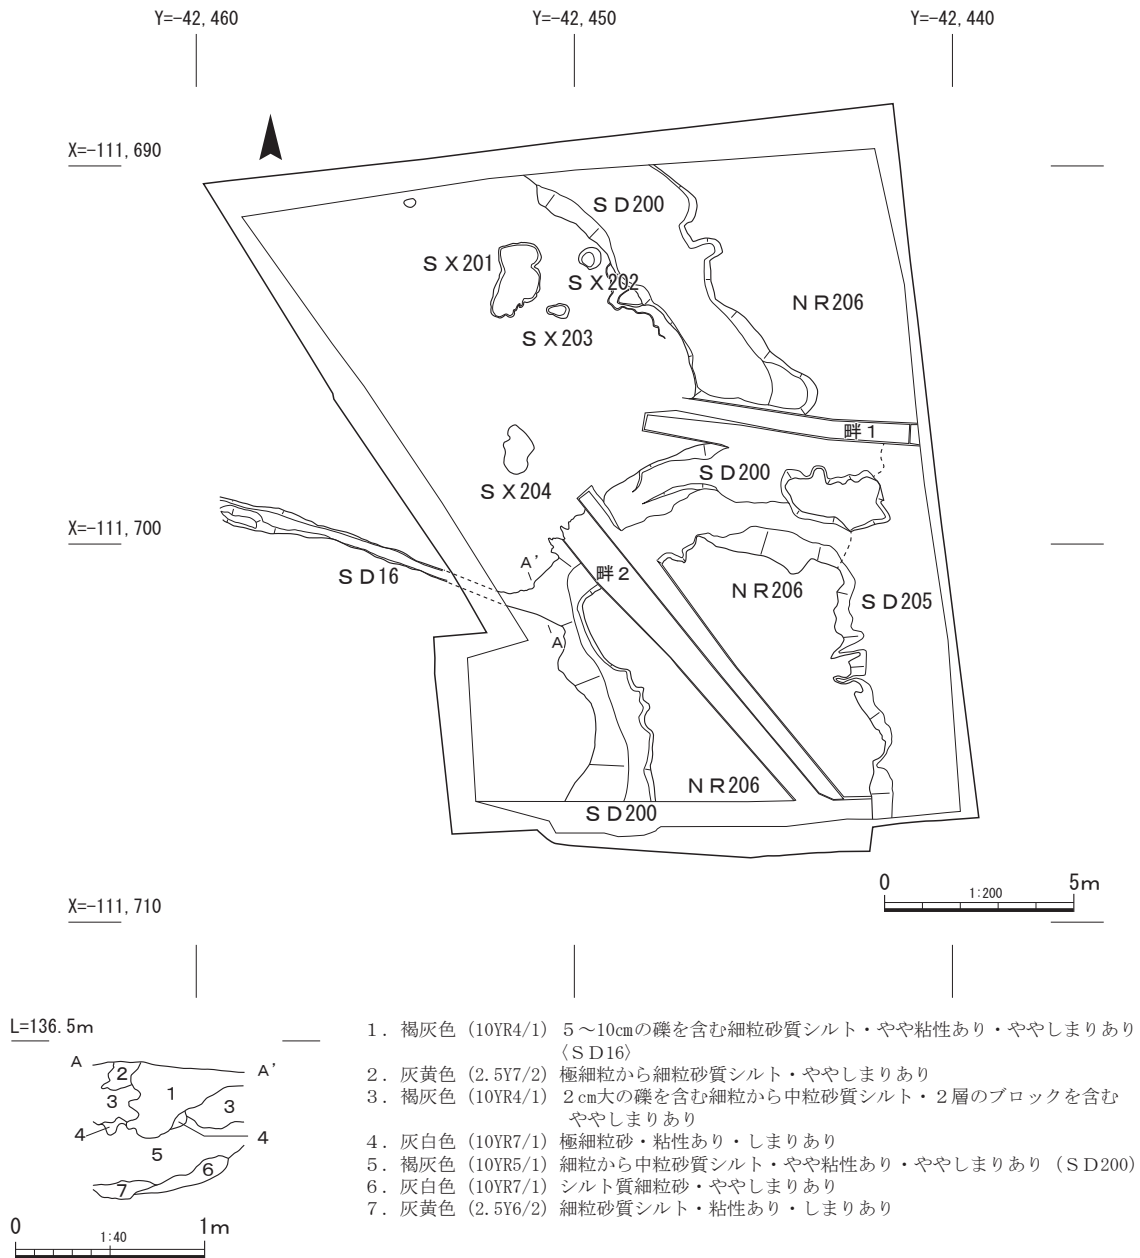 Y=-42,460
Y=-42,450
Y=-42,440
X=-111,690
ＳＤ200
ＳＸ201
ＳＸ202
ＮＲ206
ＳＸ203
畔１
ＳＤ200
ＳＸ204
X=-111,700
A'
畔２
ＳＤ16
ＮＲ206
ＳＤ205
A
ＮＲ206
ＳＤ200
0
1:200
5m
X=-111,710
L=136.5m
A
A'
2
1
3
3
4
4
5
6
7
0
1:40
1m
１．褐灰色（10YR4/1）５～10㎝の礫を含む細粒砂質シルト・やや粘性あり・ややしまりあり
〈ＳＤ16〉
２．灰黄色（2.5Y7/2）極細粒から細粒砂質シルト・ややしまりあり
３．褐灰色（10YR4/1）２㎝大の礫を含む細粒から中粒砂質シルト・２層のブロックを含む
ややしまりあり
４．灰白色（10YR7/1）極細粒砂・粘性あり・しまりあり
５．褐灰色（10YR5/1）細粒から中粒砂質シルト・やや粘性あり・ややしまりあり（ＳＤ200）
６．灰白色（10YR7/1）シルト質細粒砂・ややしまりあり
７．灰黄色（2.5Y6/2）細粒砂質シルト・粘性あり・しまりあり